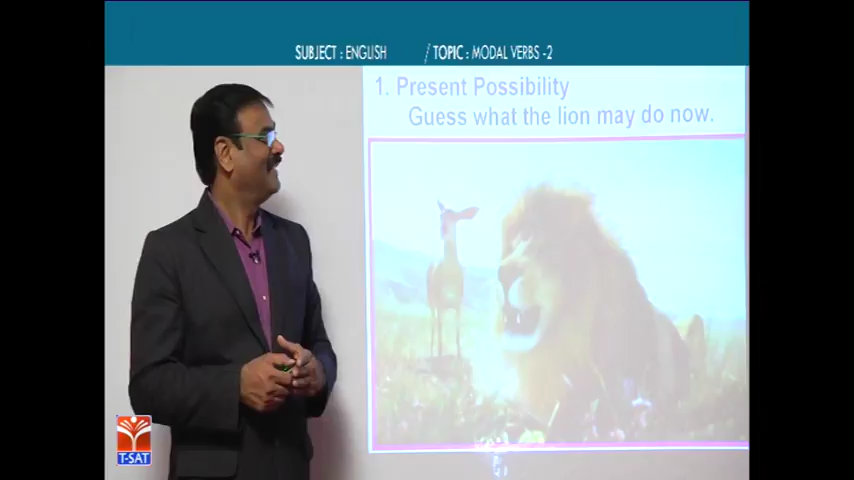 SUBJECT : ENGLISH / TOPIC : MODAL VERBS -2
1. Present Possibility
Guess what the lion may do now.
T-SAT